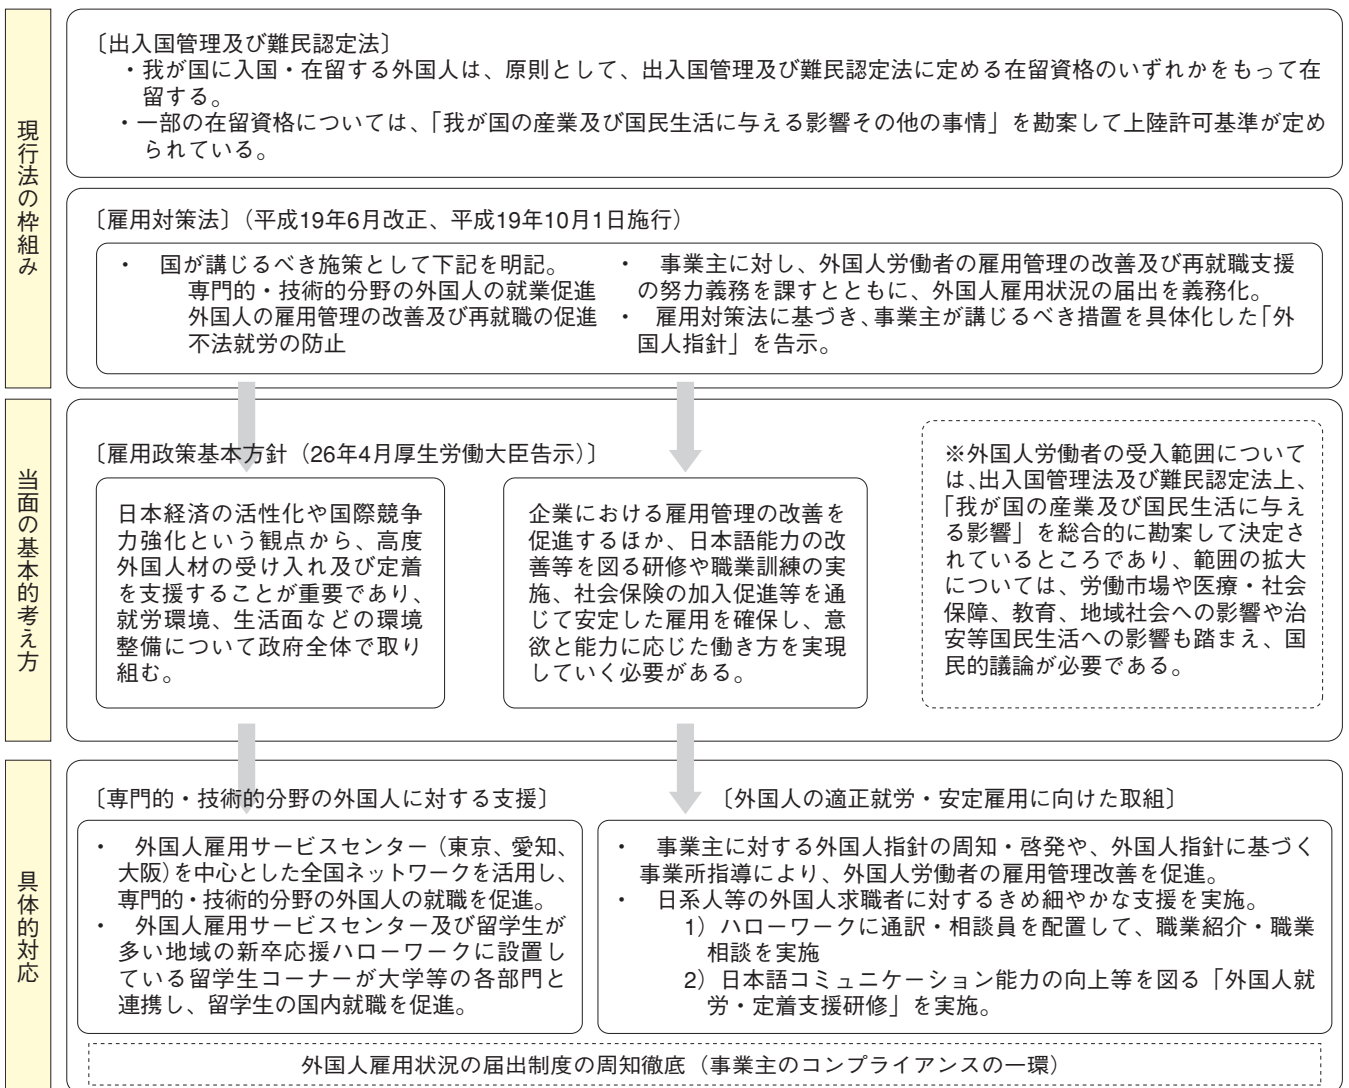 現行法の枠組み
〔出入国管理及び難民認定法〕
・我が国に入国・在留する外国人は、原則として、出入国管理及び難民認定法に定める在留資格のいずれかをもって在
留する。
・一部の在留資格については、「我が国の産業及び国民生活に与える影響その他の事情」を勘案して上陸許可基準が定め
られている。
〔雇用対策法〕（平成19年6月改正、平成19年10月1日施行）
・　国が講じるべき施策として下記を明記。
専門的・技術的分野の外国人の就業促進
外国人の雇用管理の改善及び再就職の促進
不法就労の防止
・　事業主に対し、外国人労働者の雇用管理の改善及び再就職支援
の努力義務を課すとともに、外国人雇用状況の届出を義務化。
・　雇用対策法に基づき、事業主が講じるべき措置を具体化した「外
国人指針」を告示。
当面の基本的考え方
〔雇用政策基本方針（26年4月厚生労働大臣告示）〕
日本経済の活性化や国際競争
力強化という観点から、高度
外国人材の受け入れ及び定着
を支援することが重要であり、
就労環境、生活面などの環境
整備について政府全体で取り
組む。
企業における雇用管理の改善を
促進するほか、日本語能力の改
善等を図る研修や職業訓練の実
施、社会保険の加入促進等を通
じて安定した雇用を確保し、意
欲と能力に応じた働き方を実現
していく必要がある。
※外国人労働者の受入範囲について
は、出入国管理法及び難民認定法上、
「我が国の産業及び国民生活に与え
る影響」を総合的に勘案して決定さ
れているところであり、範囲の拡大
については、労働市場や医療・社会
保障、教育、地域社会への影響や治
安等国民生活への影響も踏まえ、国
民的議論が必要である。
具体的対応
〔専門的・技術的分野の外国人に対する支援〕
・　外国人雇用サービスセンター（東京、愛知、
大阪）を中心とした全国ネットワークを活用し、
専門的・技術的分野の外国人の就職を促進。
・　外国人雇用サービスセンター及び留学生が
多い地域の新卒応援ハローワークに設置し
ている留学生コーナーが大学等の各部門と
連携し、留学生の国内就職を促進。
〔外国人の適正就労・安定雇用に向けた取組〕
・　事業主に対する外国人指針の周知・啓発や、外国人指針に基づく
事業所指導により、外国人労働者の雇用管理改善を促進。
・　日系人等の外国人求職者に対するきめ細やかな支援を実施。
1）ハローワークに通訳・相談員を配置して、職業紹介・職業
相談を実施
2）日本語コミュニケーション能力の向上等を図る「外国人就
労・定着支援研修」を実施。
外国人雇用状況の届出制度の周知徹底（事業主のコンプライアンスの一環）